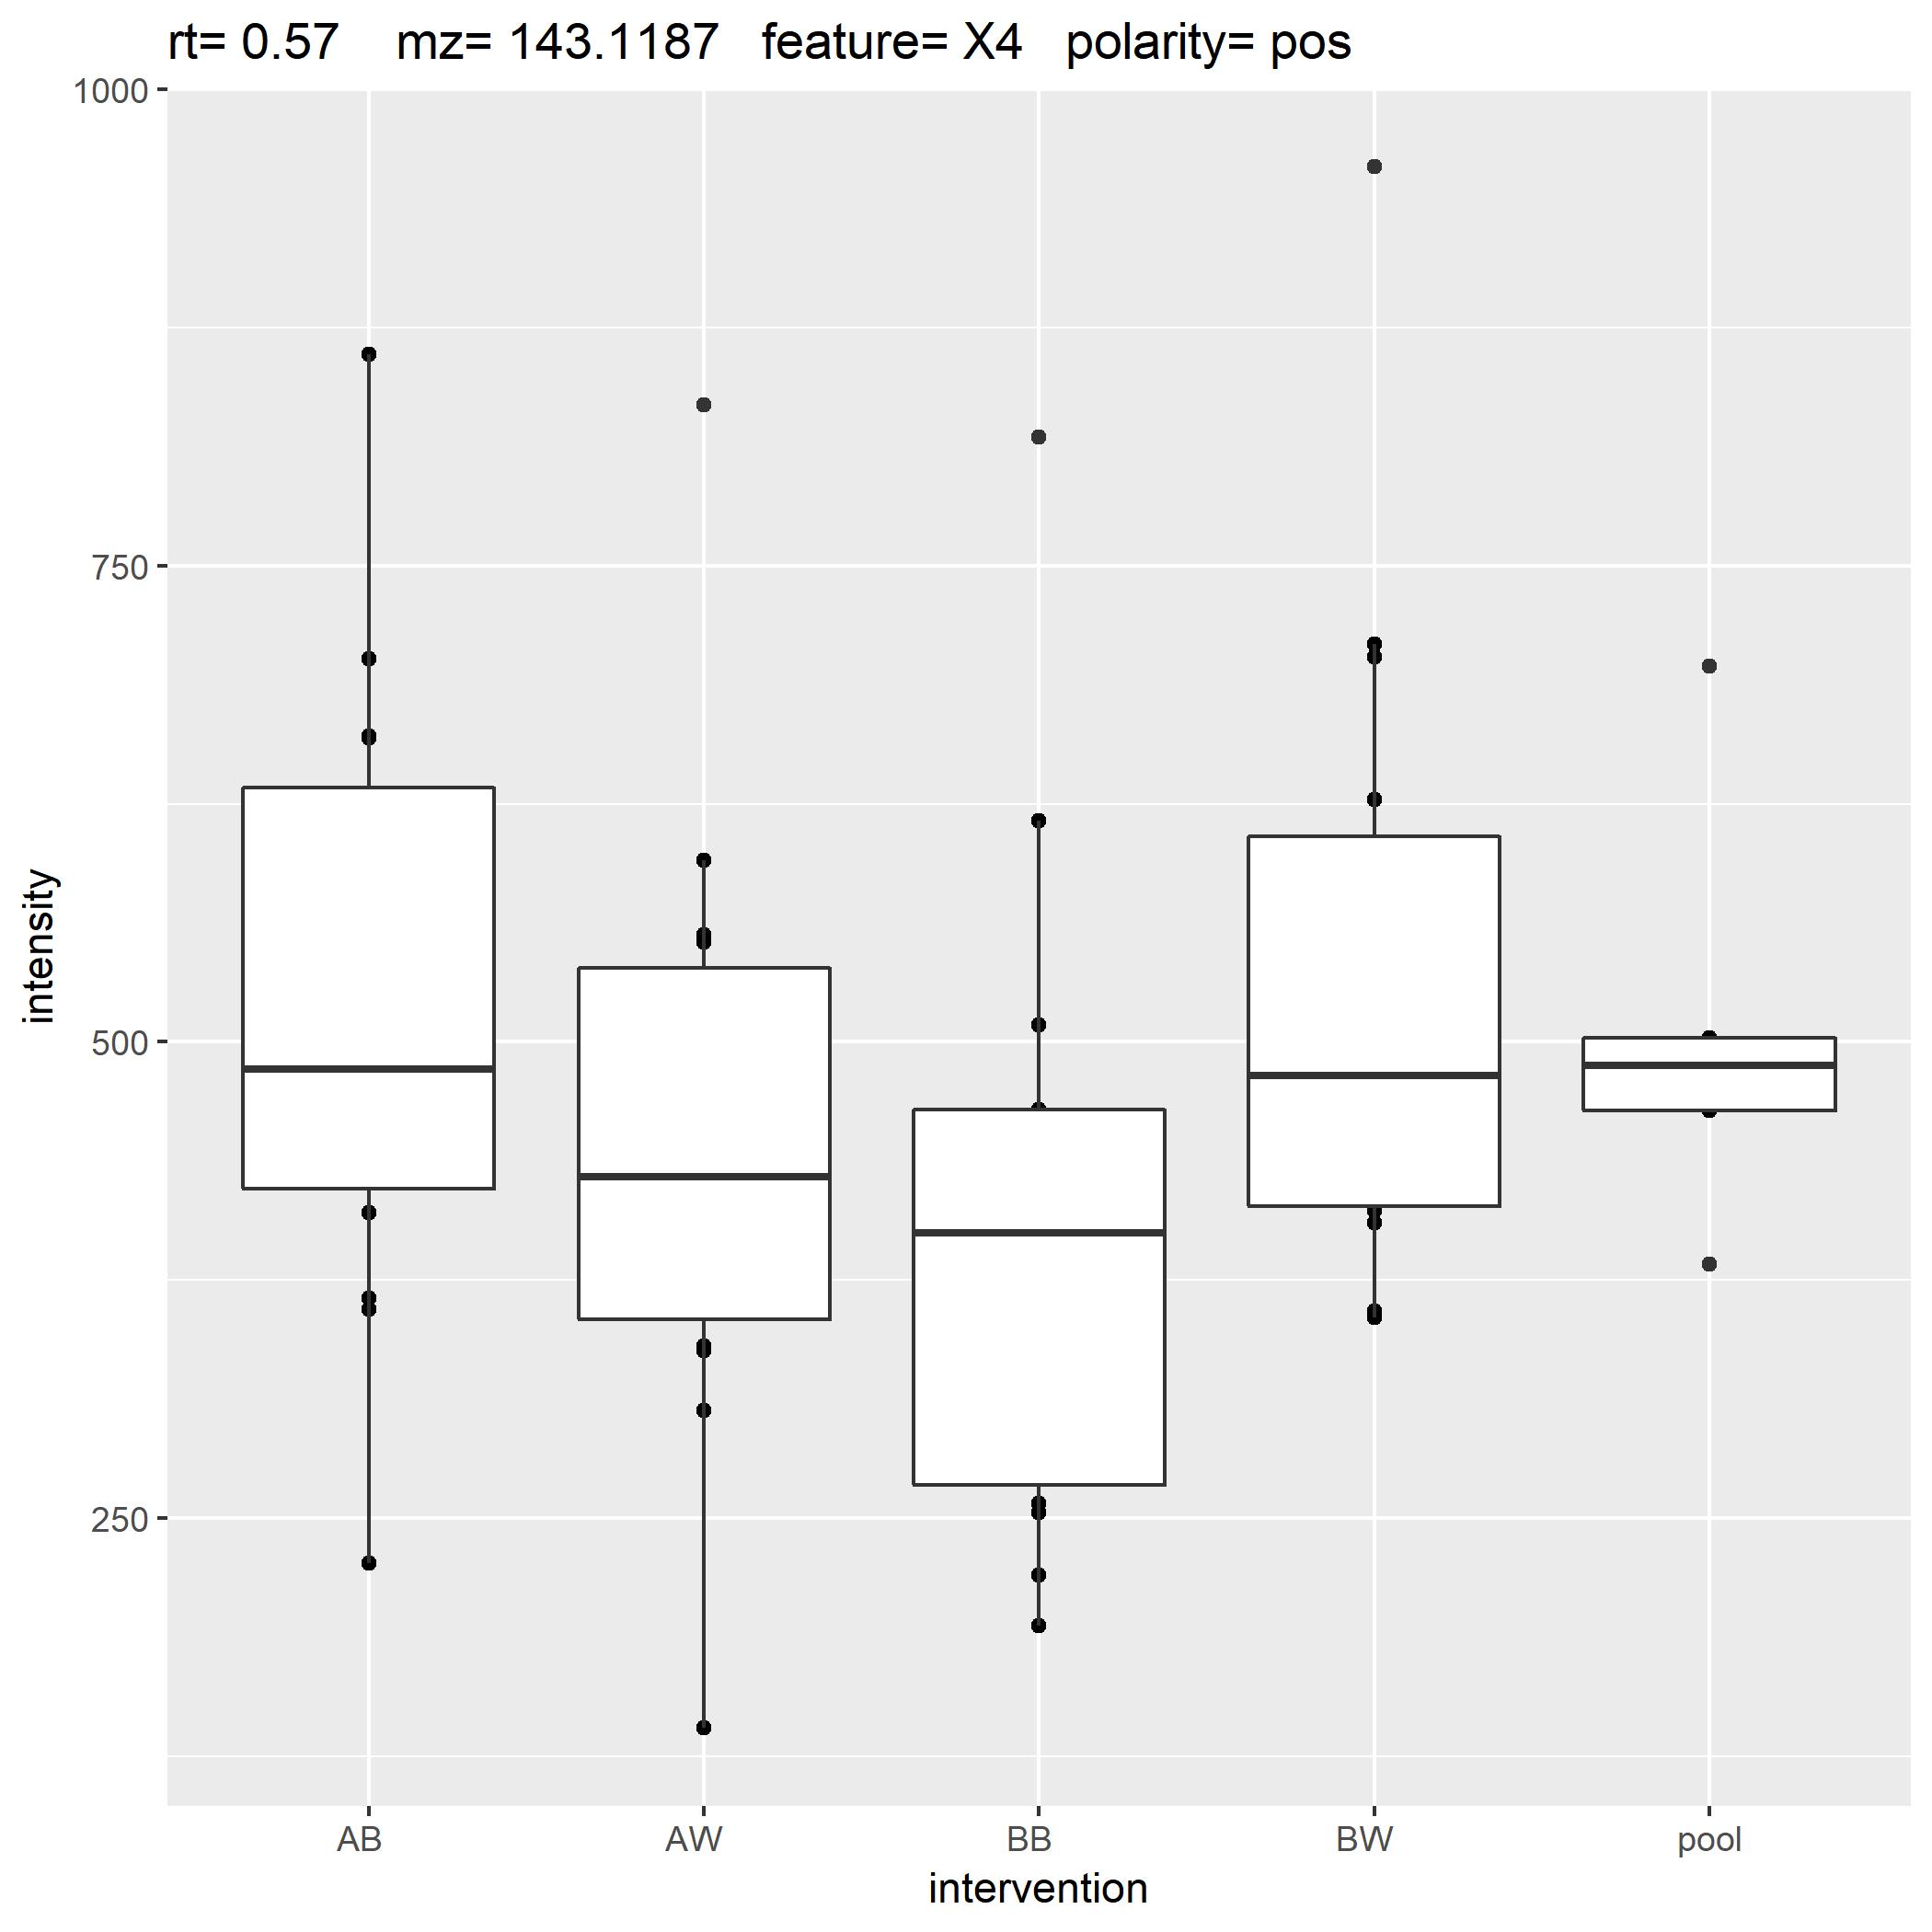 rt= 0.57 mz= 143.1187 feature= X4 polarity= pos
1000
750
500
250
intensity
AB AW BB BW pool
intervention